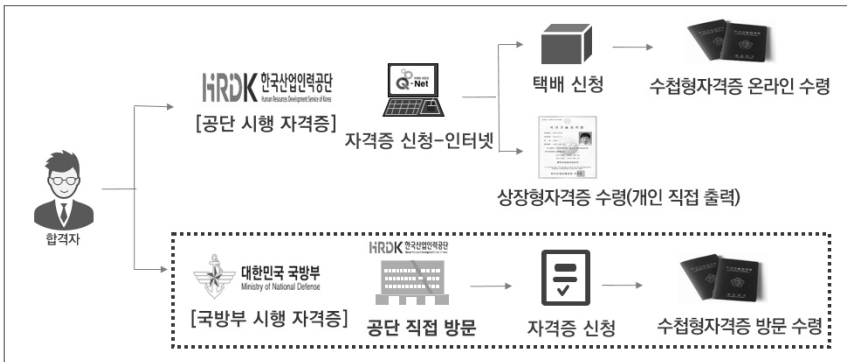 HRDK 한국산업인력공단
Human Resources Development Service of Korea
[공단 시행 자격증]
Q-Net
자격증 신청-인터넷
택배 신청
수첩형자격증 온라인 수령
상장형자격증 수령(개인 직접 출력)
합격자
대한민국 국방부
Ministry of National Defense
[국방부 시행 자격증]
HRDK 한국산업인력공단
공단 직접 방문
자격증 신청
수첩형자격증 방문 수령